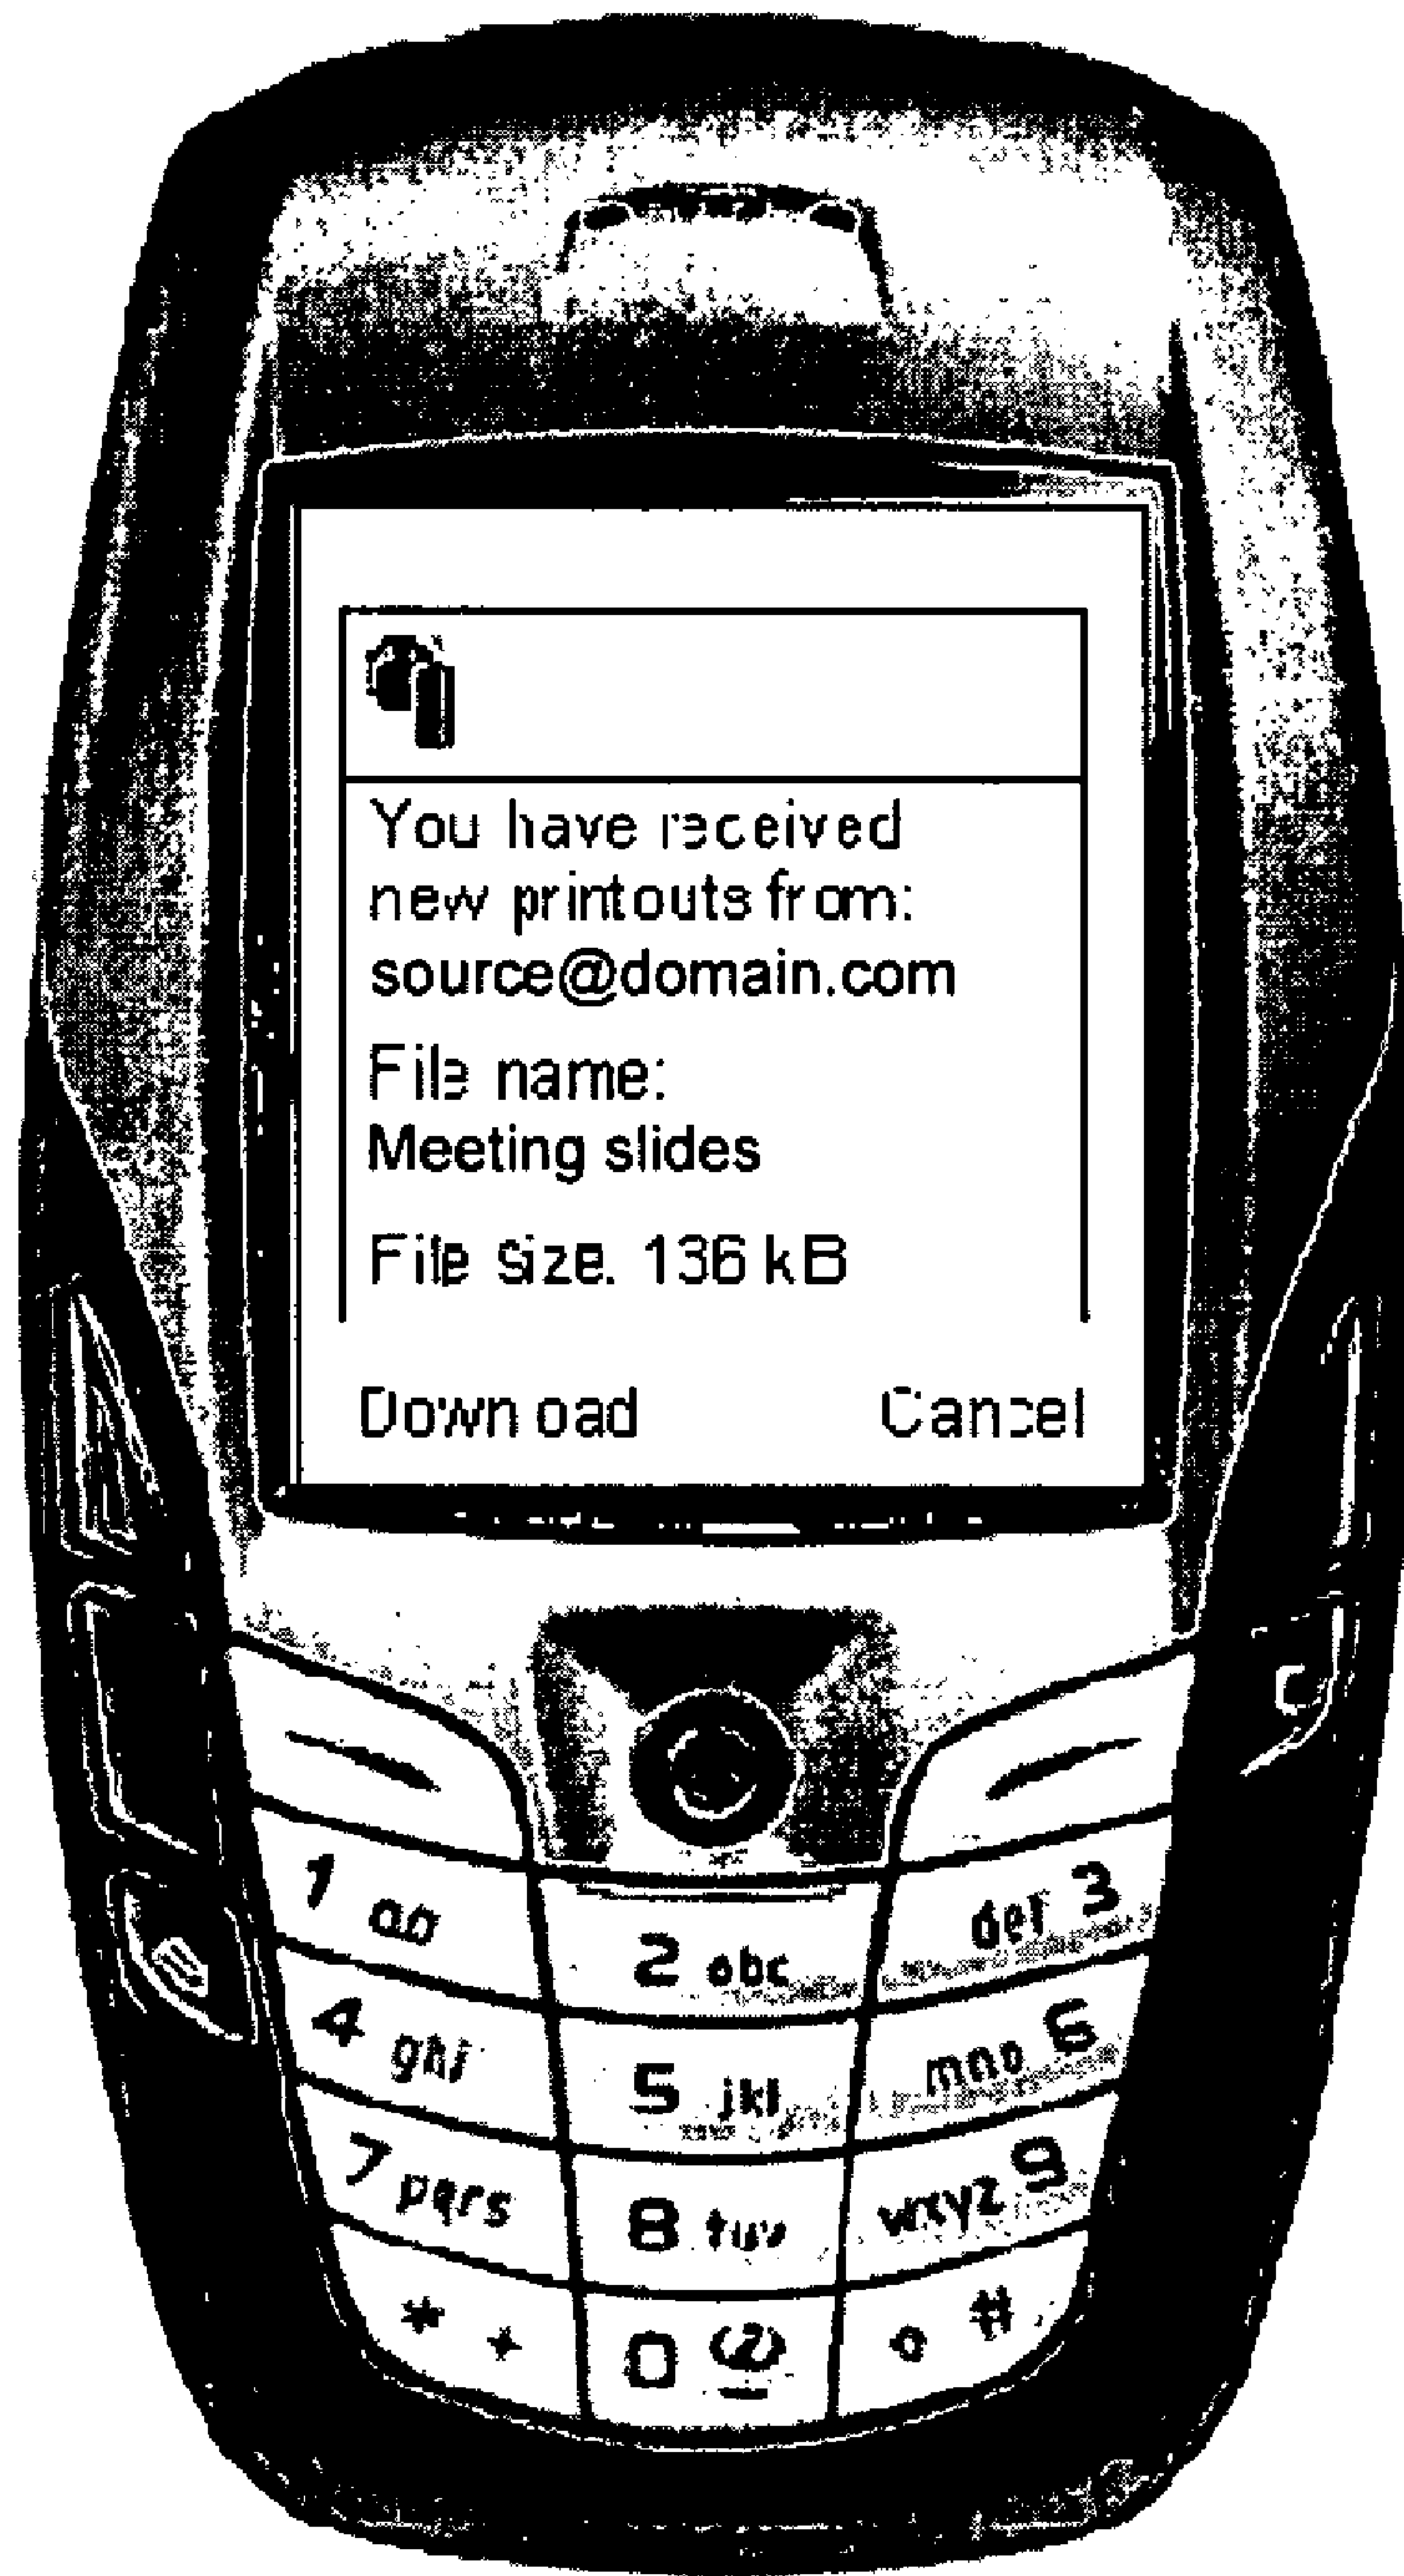 You have received
new printouts from:
source@domain.com
File name:
Meeting slides
File size. 136 kB
Download Cancel
1 oo
2 abc
def 3
4 ghi
5 jkl
mno 6
7 pqrs
8 tuv
wxyz 9
* +
0
#